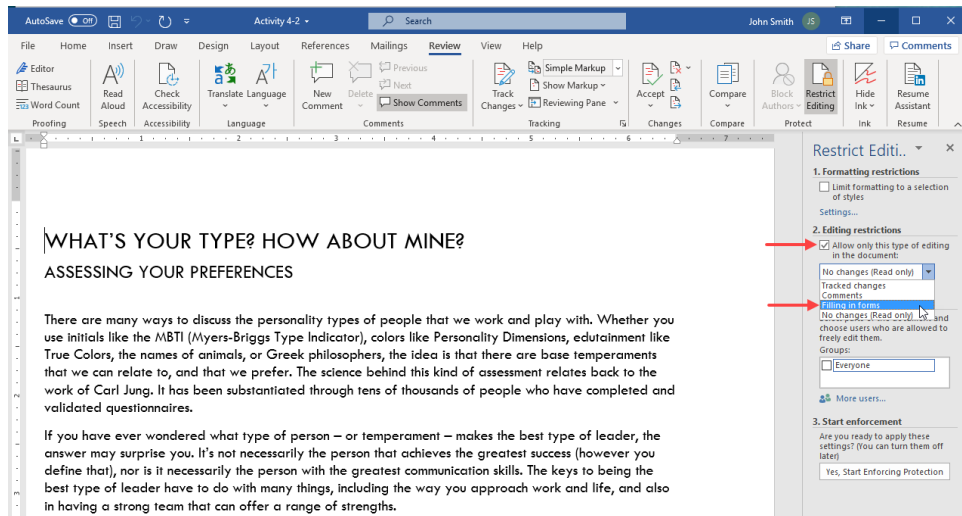 AutoSave Off Activity 4-2 Search John Smith JS
File Home Insert Draw Design Layout References Mailings Review View Help Share Comments
Editor
Thesaurus
Word Count
Read Aloud
Check Accessibility
Translate Language
New Comment
Delete
Previous
Next
Show Comments
Track Changes
Simple Markup
Show Markup
Reviewing Pane
Accept
Compare
Block Authors
Restrict Editing
Hide Ink
Resume Assistant
Proofing Speech Accessibility Language Comments Tracking Changes Compare Protect Ink Resume
1 2 3 4 5 6 7
WHAT'S YOUR TYPE? HOW ABOUT MINE?
ASSESSING YOUR PREFERENCES
There are many ways to discuss the personality types of people that we work and play with. Whether you
use initials like the MBTI (Myers-Briggs Type Indicator), colors like Personality Dimensions, edutainment like
True Colors, the names of animals, or Greek philosophers, the idea is that there are base temperaments
that we can relate to, and that we prefer. The science behind this kind of assessment relates back to the
work of Carl Jung. It has been substantiated through tens of thousands of people who have completed and
validated questionnaires.
If you have ever wondered what type of person – or temperament – makes the best type of leader, the
answer may surprise you. It's not necessarily the person that achieves the greatest success (however you
define that), nor is it necessarily the person with the greatest communication skills. The keys to being the
best type of leader have to do with many things, including the way you approach work and life, and also
in having a strong team that can offer a range of strengths.
Restrict Editi..
1. Formatting restrictions
Limit formatting to a selection
of styles
Settings...
2. Editing restrictions
Allow only this type of editing
in the document:
No changes (Read only)
Tracked changes
Comments
Filling in forms
No changes (Read only)
and
choose users who are allowed to
freely edit them.
Groups:
Everyone
More users...
3. Start enforcement
Are you ready to apply these
settings? (You can turn them off
later)
Yes, Start Enforcing Protection